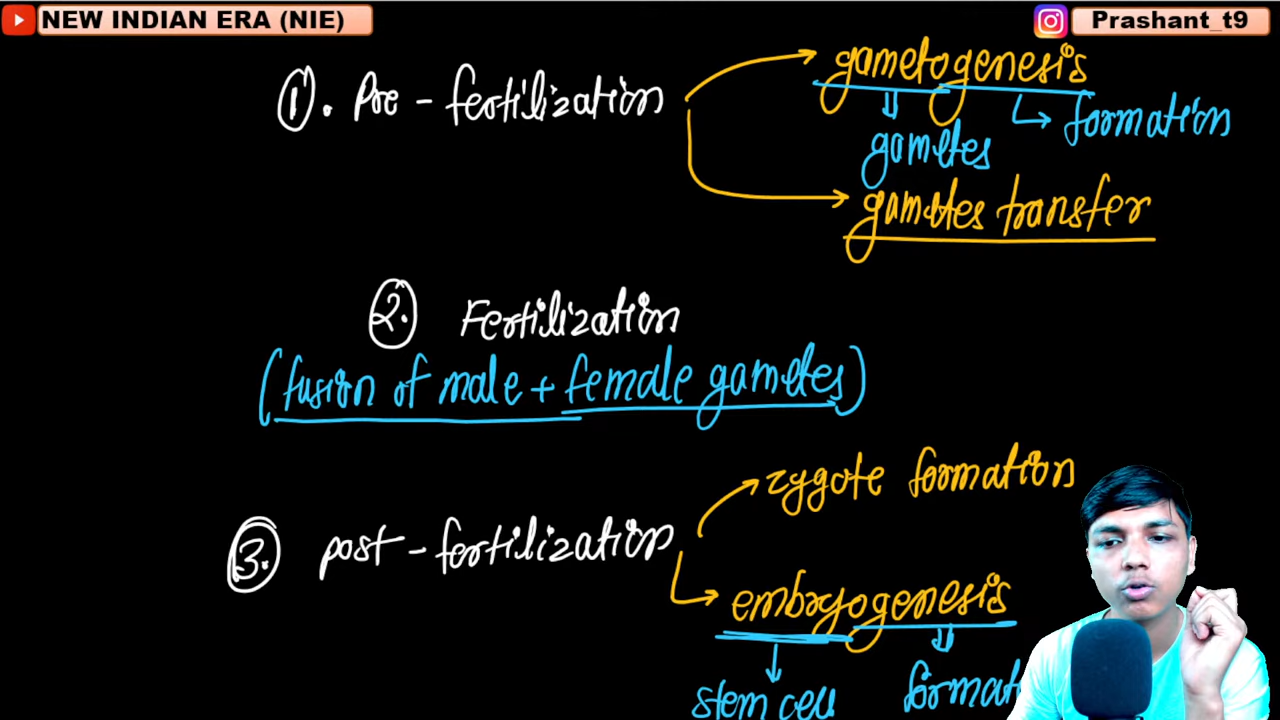 NEW INDIAN ERA (NIE)
Prashant_t9
1). Pre - fertilization
gametogenesis
gametes
formation
gametes transfer
2. Fertilization
(fusion of male + female gametes)
3. post - fertilization
zygote formation
embryogenesis
stem cell